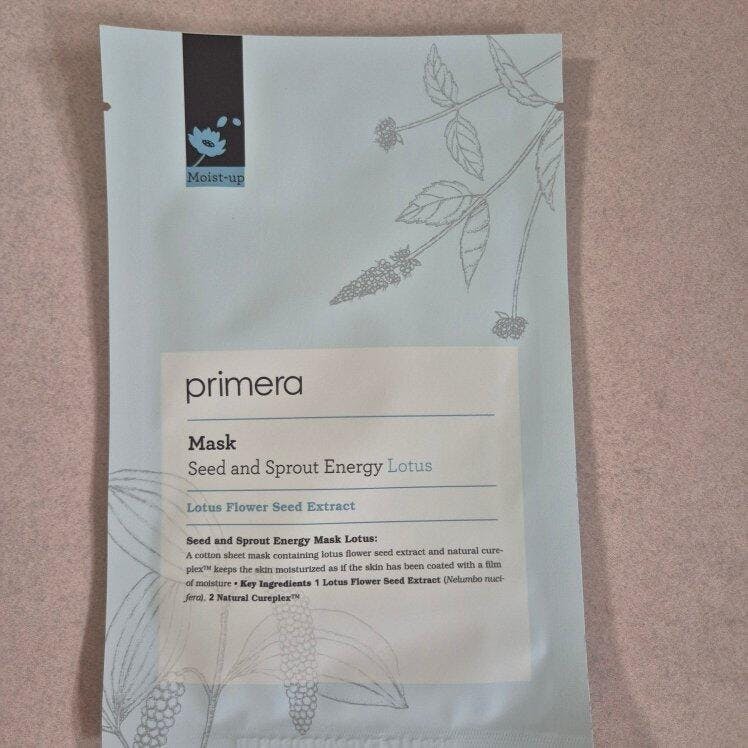 Moist-up
primera
Mask
Seed and Sprout Energy Lotus
Lotus Flower Seed Extract
Seed and Sprout Energy Mask Lotus:
A cotton sheet mask containing lotus flower seed extract and natural cure-
plex™ keeps the skin moisturized as if the skin has been coated with a film
of moisture • Key Ingredients 1 Lotus Flower Seed Extract (Nelumbo nuci-
fera), 2 Natural Cureplex™